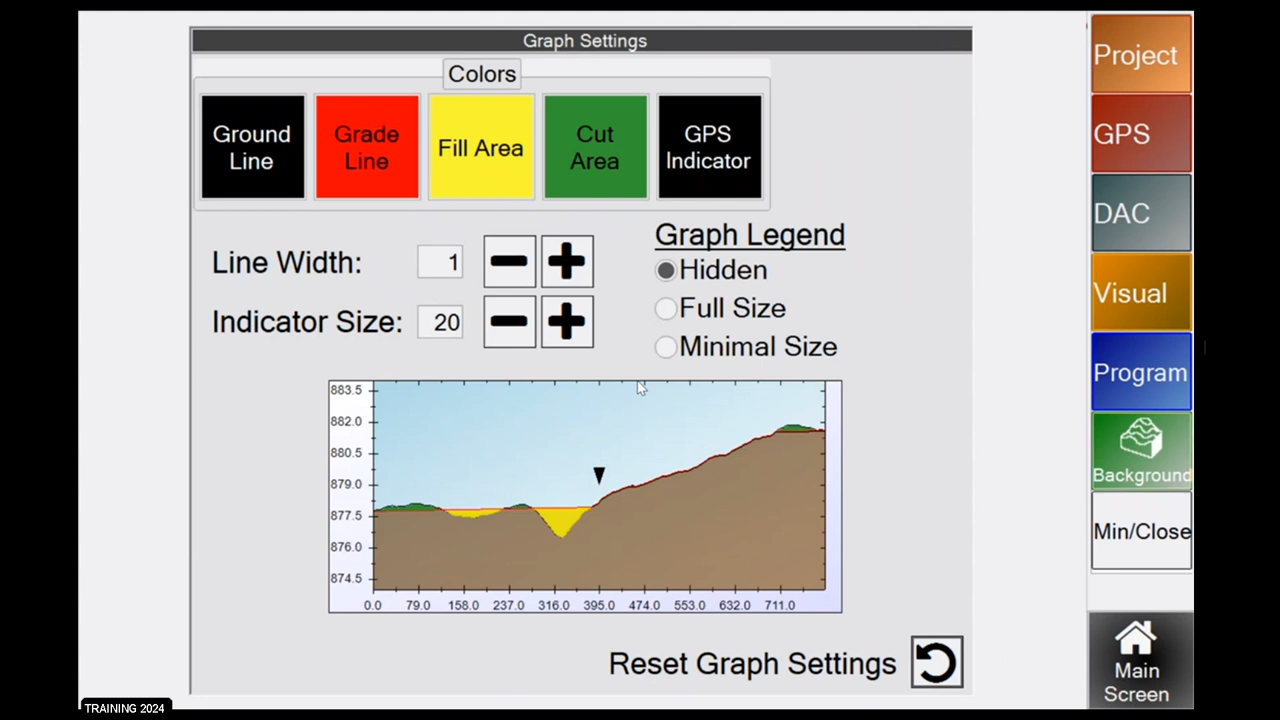 Graph Settings
Colors
Ground
Line
Grade
Line
Fill Area
Cut
Area
GPS
Indicator
Line Width:
1
Indicator Size:
20
Graph Legend
Hidden
Full Size
Minimal Size
883.5
882.0
880.5
879.0
877.5
876.0
874.5
0.0 79.0 158.0 237.0 316.0 395.0 474.0 553.0 632.0 711.0
Reset Graph Settings
Project
GPS
DAC
Visual
Program
Background
Min/Close
Main
Screen
TRAINING 2024